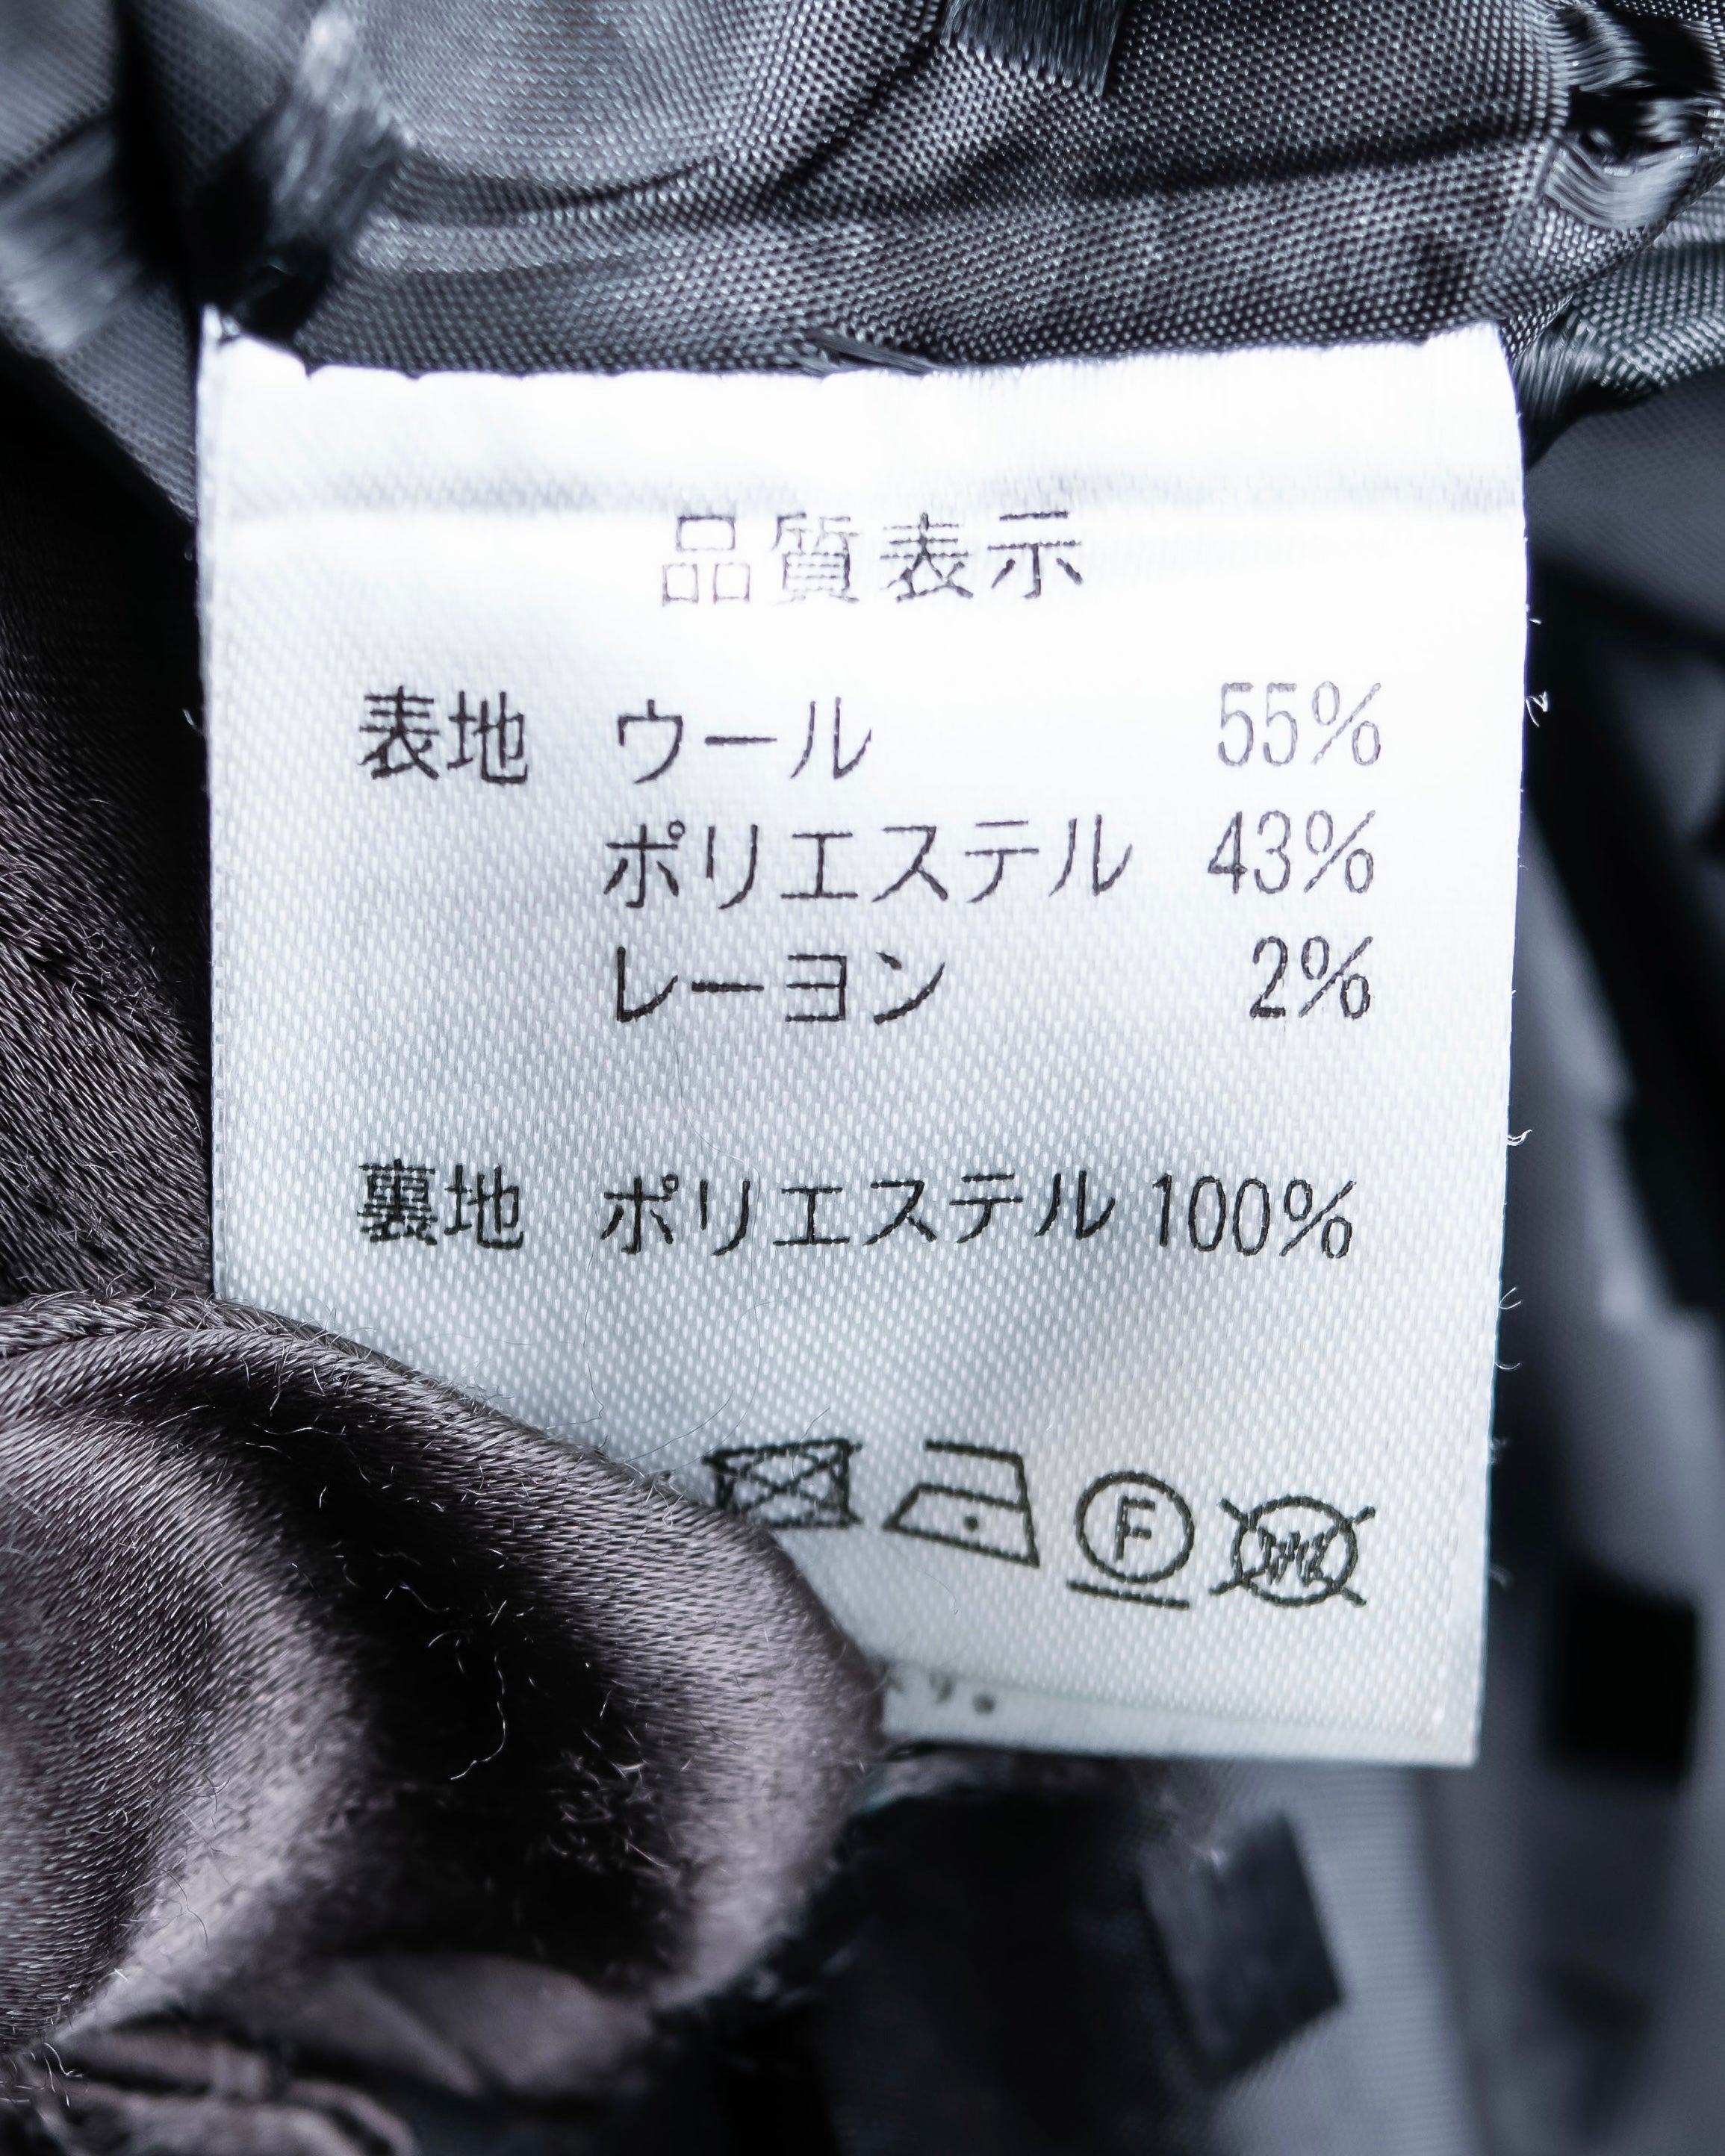 品質表示
表地 ウール 55%
ポリエステル 43%
レーヨン 2%
裏地 ポリエステル 100%
F